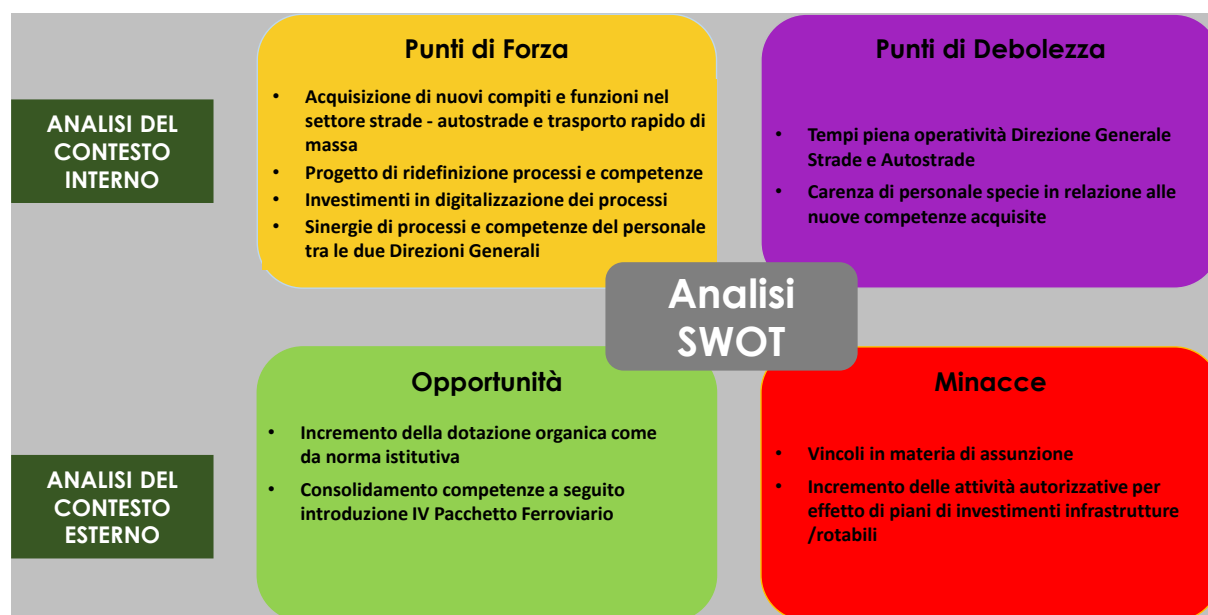 ANALISI DEL
CONTESTO
INTERNO
Punti di Forza
• Acquisizione di nuovi compiti e funzioni nel
settore strade - autostrade e trasporto rapido di
massa
• Progetto di ridefinizione processi e competenze
• Investimenti in digitalizzazione dei processi
• Sinergie di processi e competenze del personale
tra le due Direzioni Generali
Punti di Debolezza
• Tempi piena operatività Direzione Generale
Strade e Autostrade
• Carenza di personale specie in relazione alle
nuove competenze acquisite
Analisi
SWOT
ANALISI DEL
CONTESTO
ESTERNO
Opportunità
• Incremento della dotazione organica come
da norma istitutiva
• Consolidamento competenze a seguito
introduzione IV Pacchetto Ferroviario
Minacce
• Vincoli in materia di assunzione
• Incremento delle attività autorizzative per
effetto di piani di investimenti infrastrutture
/rotabili